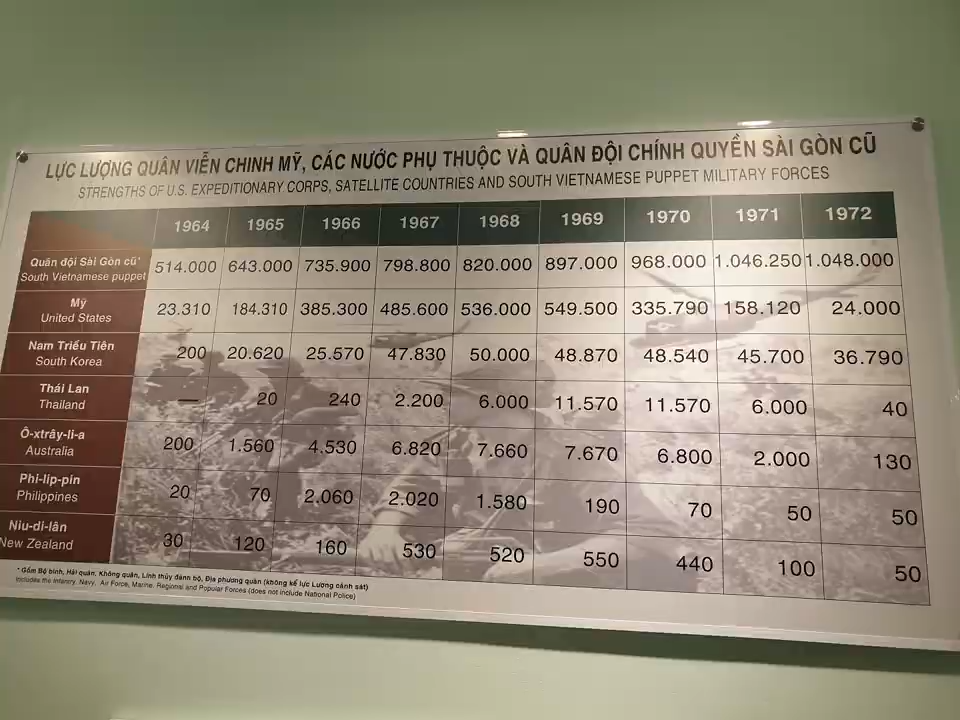 LỰC LƯỢNG QUÂN VIỄN CHINH MỸ, CÁC NƯỚC PHỤ THUỘC VÀ QUÂN ĐỘI CHÍNH QUYỀN SÀI GÒN CŨ
STRENGTHS OF U.S. EXPEDITIONARY CORPS, SATELLITE COUNTRIES AND SOUTH VIETNAMESE PUPPET MILITARY FORCES
1964 1965 1966 1967 1968 1969 1970 1971 1972
Quân đội Sài Gòn cũ*
South Vietnamese puppet
514.000 643.000 735.900 798.800 820.000 897.000 968.000 1.046.250 1.048.000
Mỹ
United States
23.310 184.310 385.300 485.600 536.000 549.500 335.790 158.120 24.000
Nam Triều Tiên
South Korea
200 20.620 25.570 47.830 50.000 48.870 48.540 45.700 36.790
Thái Lan
Thailand
— 20 240 2.200 6.000 11.570 11.570 6.000 40
Ô-xtrây-li-a
Australia
200 1.560 4.530 6.820 7.660 7.670 6.800 2.000 130
Phi-lip-pin
Philippines
20 70 2.060 2.020 1.580 190 70 50 50
Niu-di-lân
New Zealand
30 120 160 530 520 550 440 100 50
* Gồm Bộ binh, Hải quân, Không quân, Lính thủy đánh bộ, Địa phương quân (không kể lực Lượng cảnh sát)
Includes the Infantry, Navy, Air Force, Marine, Regional and Popular Forces (does not include National Police)